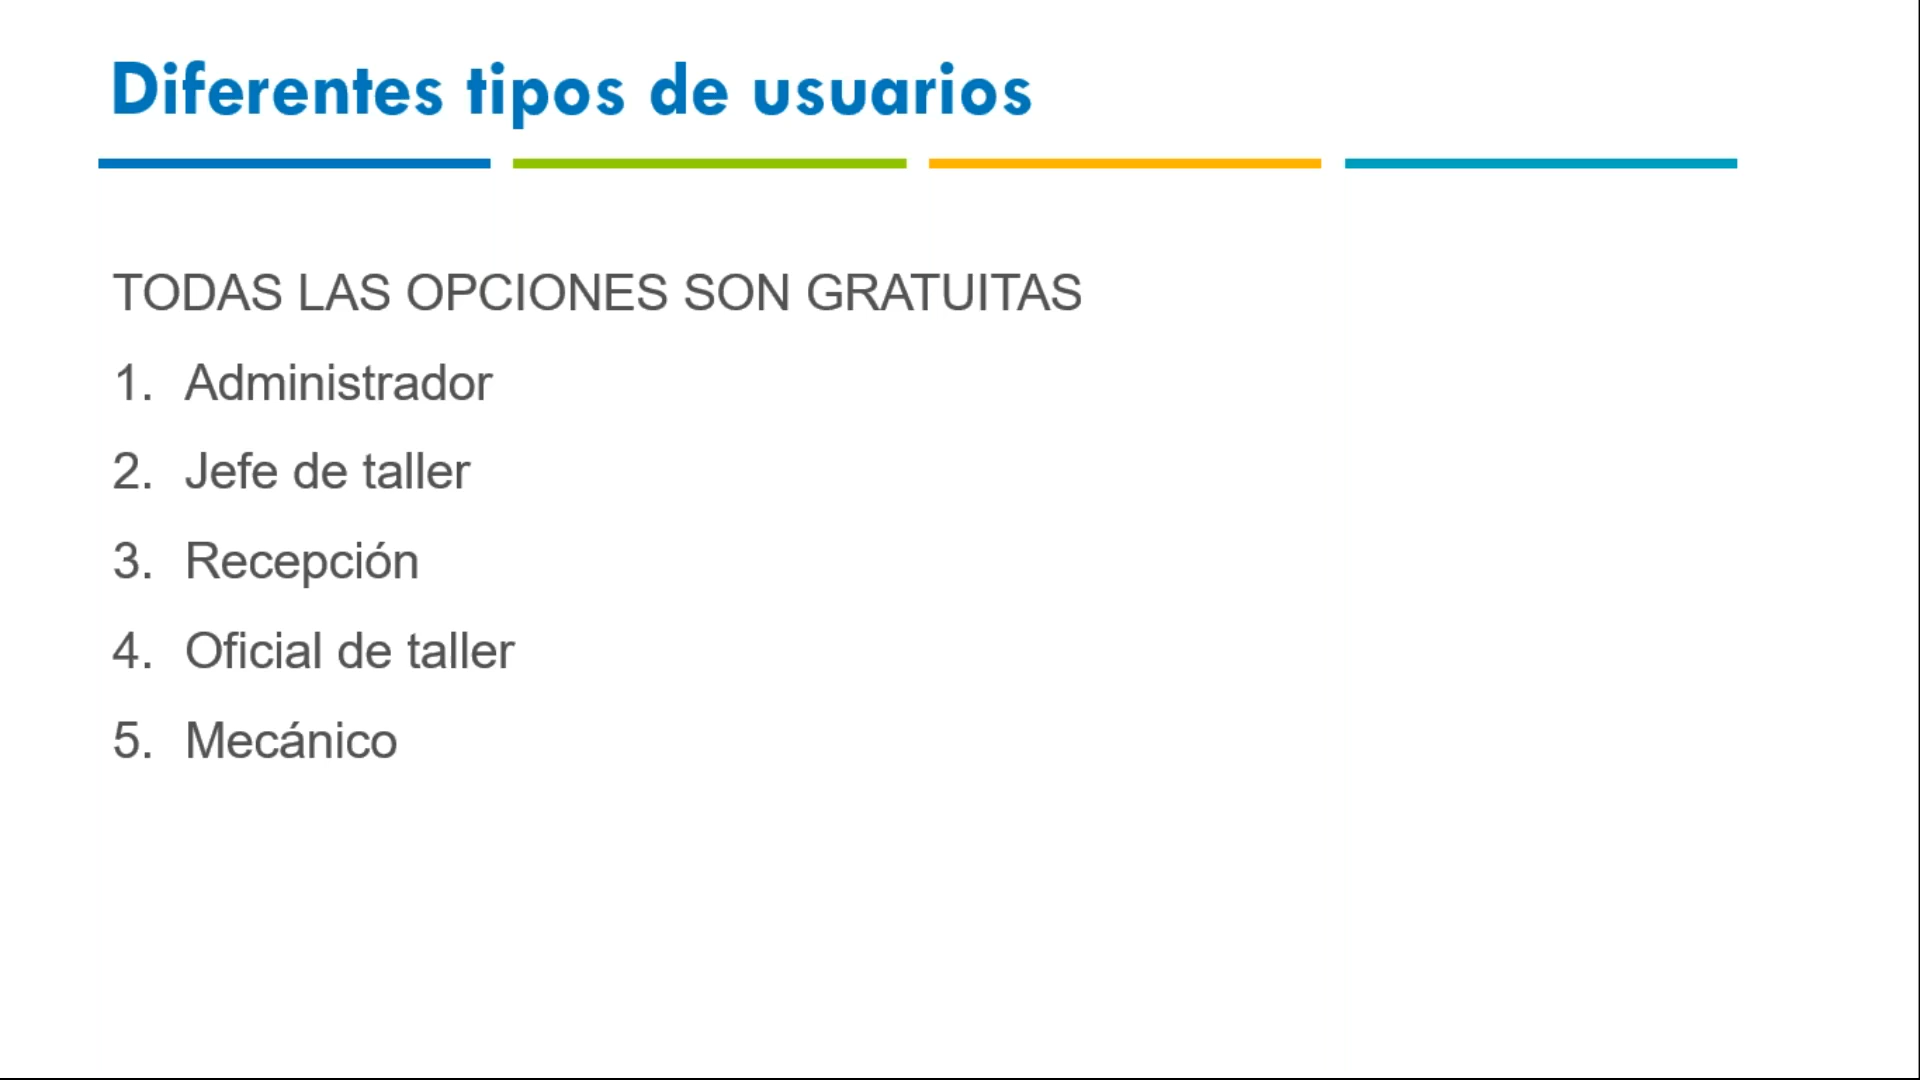 Diferentes tipos de usuarios
TODAS LAS OPCIONES SON GRATUITAS
1. Administrador
2. Jefe de taller
3. Recepción
4. Oficial de taller
5. Mecánico